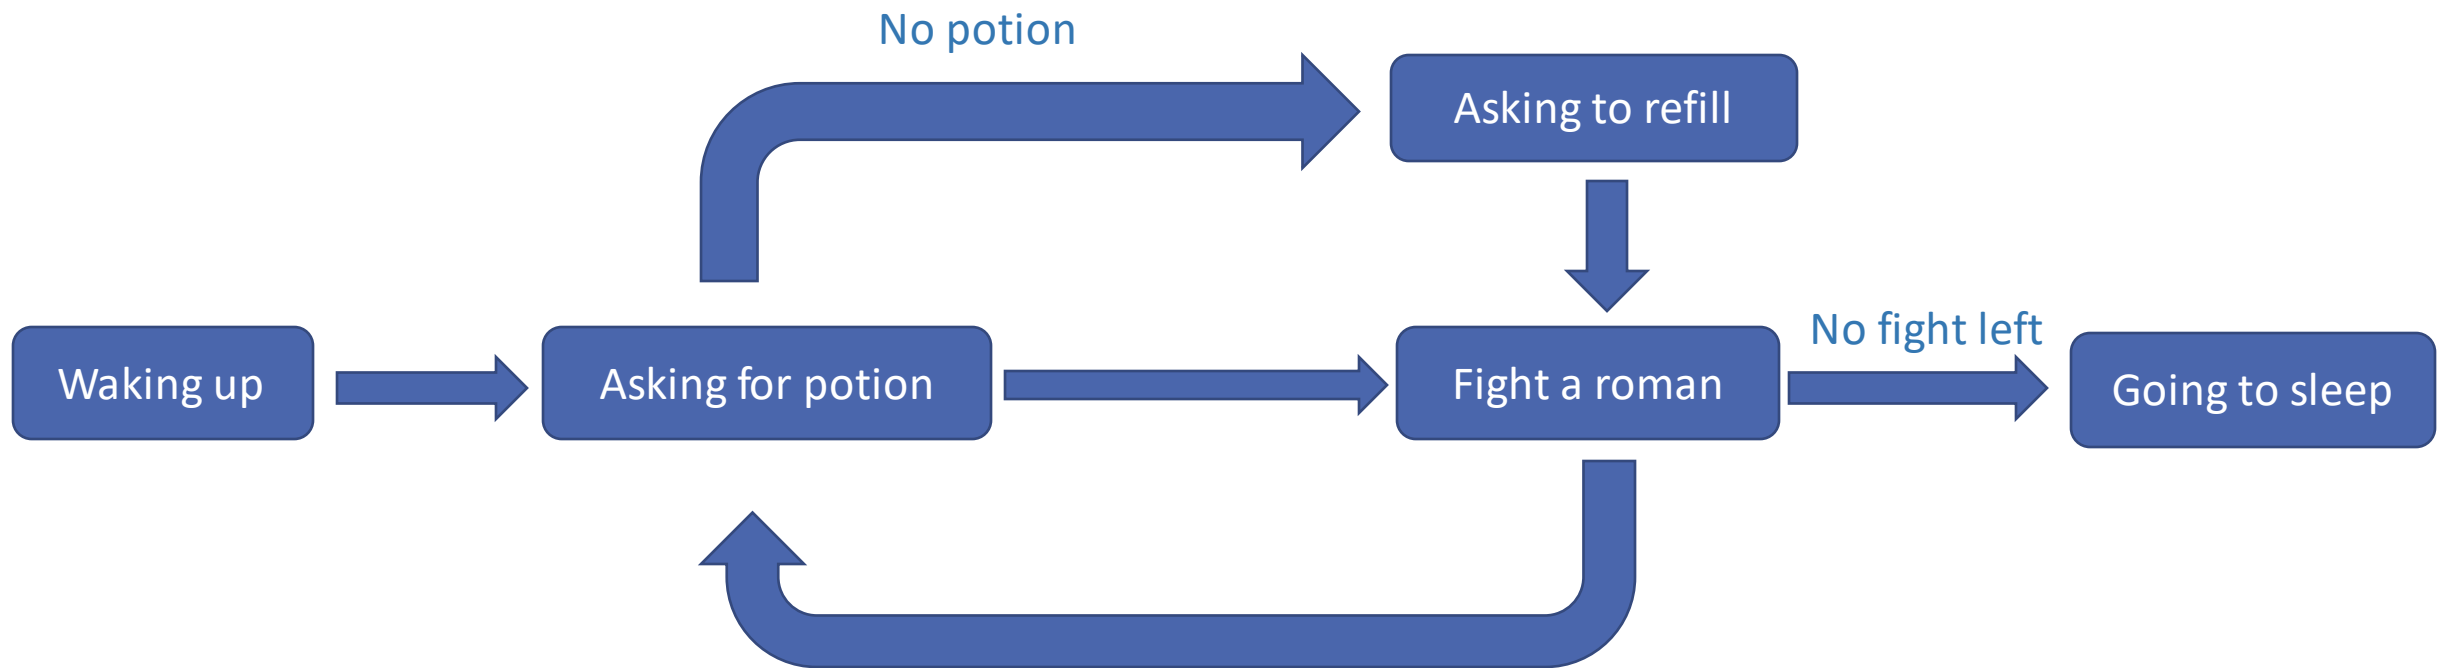 No potion
Asking to refill
Waking up
Asking for potion
Fight a roman
No fight left
Going to sleep